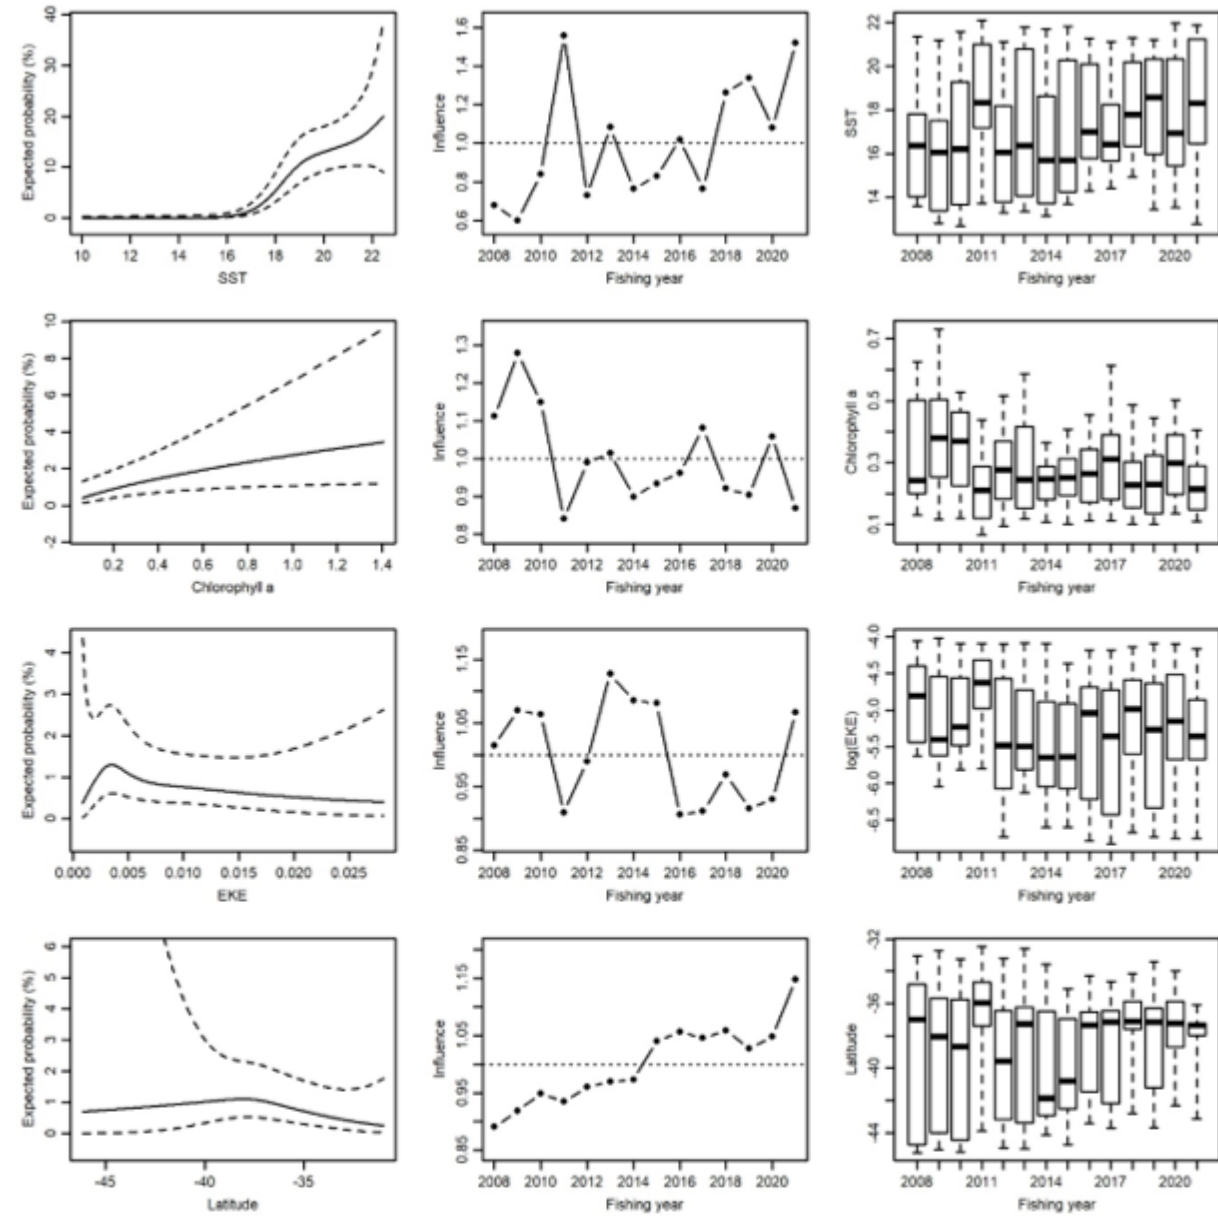 Expected probability (%)
0 10 20 30 40
10 12 14 16 18 20 22
SST
Influence
0.6 0.8 1.0 1.2 1.4 1.6
2008 2010 2012 2014 2016 2018 2020
Fishing year
SST
14 16 18 20 22
2008 2011 2014 2017 2020
Fishing year
Expected probability (%)
-2 0 2 4 6 8 10
0.2 0.4 0.6 0.8 1.0 1.2 1.4
Chlorophyll a
Influence
0.8 0.9 1.0 1.1 1.2 1.3
2008 2010 2012 2014 2016 2018 2020
Fishing year
Chlorophyll a
0.1 0.3 0.5 0.7
2008 2011 2014 2017 2020
Fishing year
Expected probability (%)
0 1 2 3 4
0.000 0.005 0.010 0.015 0.020 0.025
EKE
Influence
0.85 0.95 1.05 1.15
2008 2010 2012 2014 2016 2018 2020
Fishing year
log(EKE)
-6.5 -6.0 -5.5 -5.0 -4.5 -4.0
2008 2011 2014 2017 2020
Fishing year
Expected probability (%)
0 1 2 3 4 5 6
-45 -40 -35
Latitude
Influence
0.85 0.95 1.05 1.15
2008 2010 2012 2014 2016 2018 2020
Fishing year
Latitude
-44 -40 -36 -32
2008 2011 2014 2017 2020
Fishing year